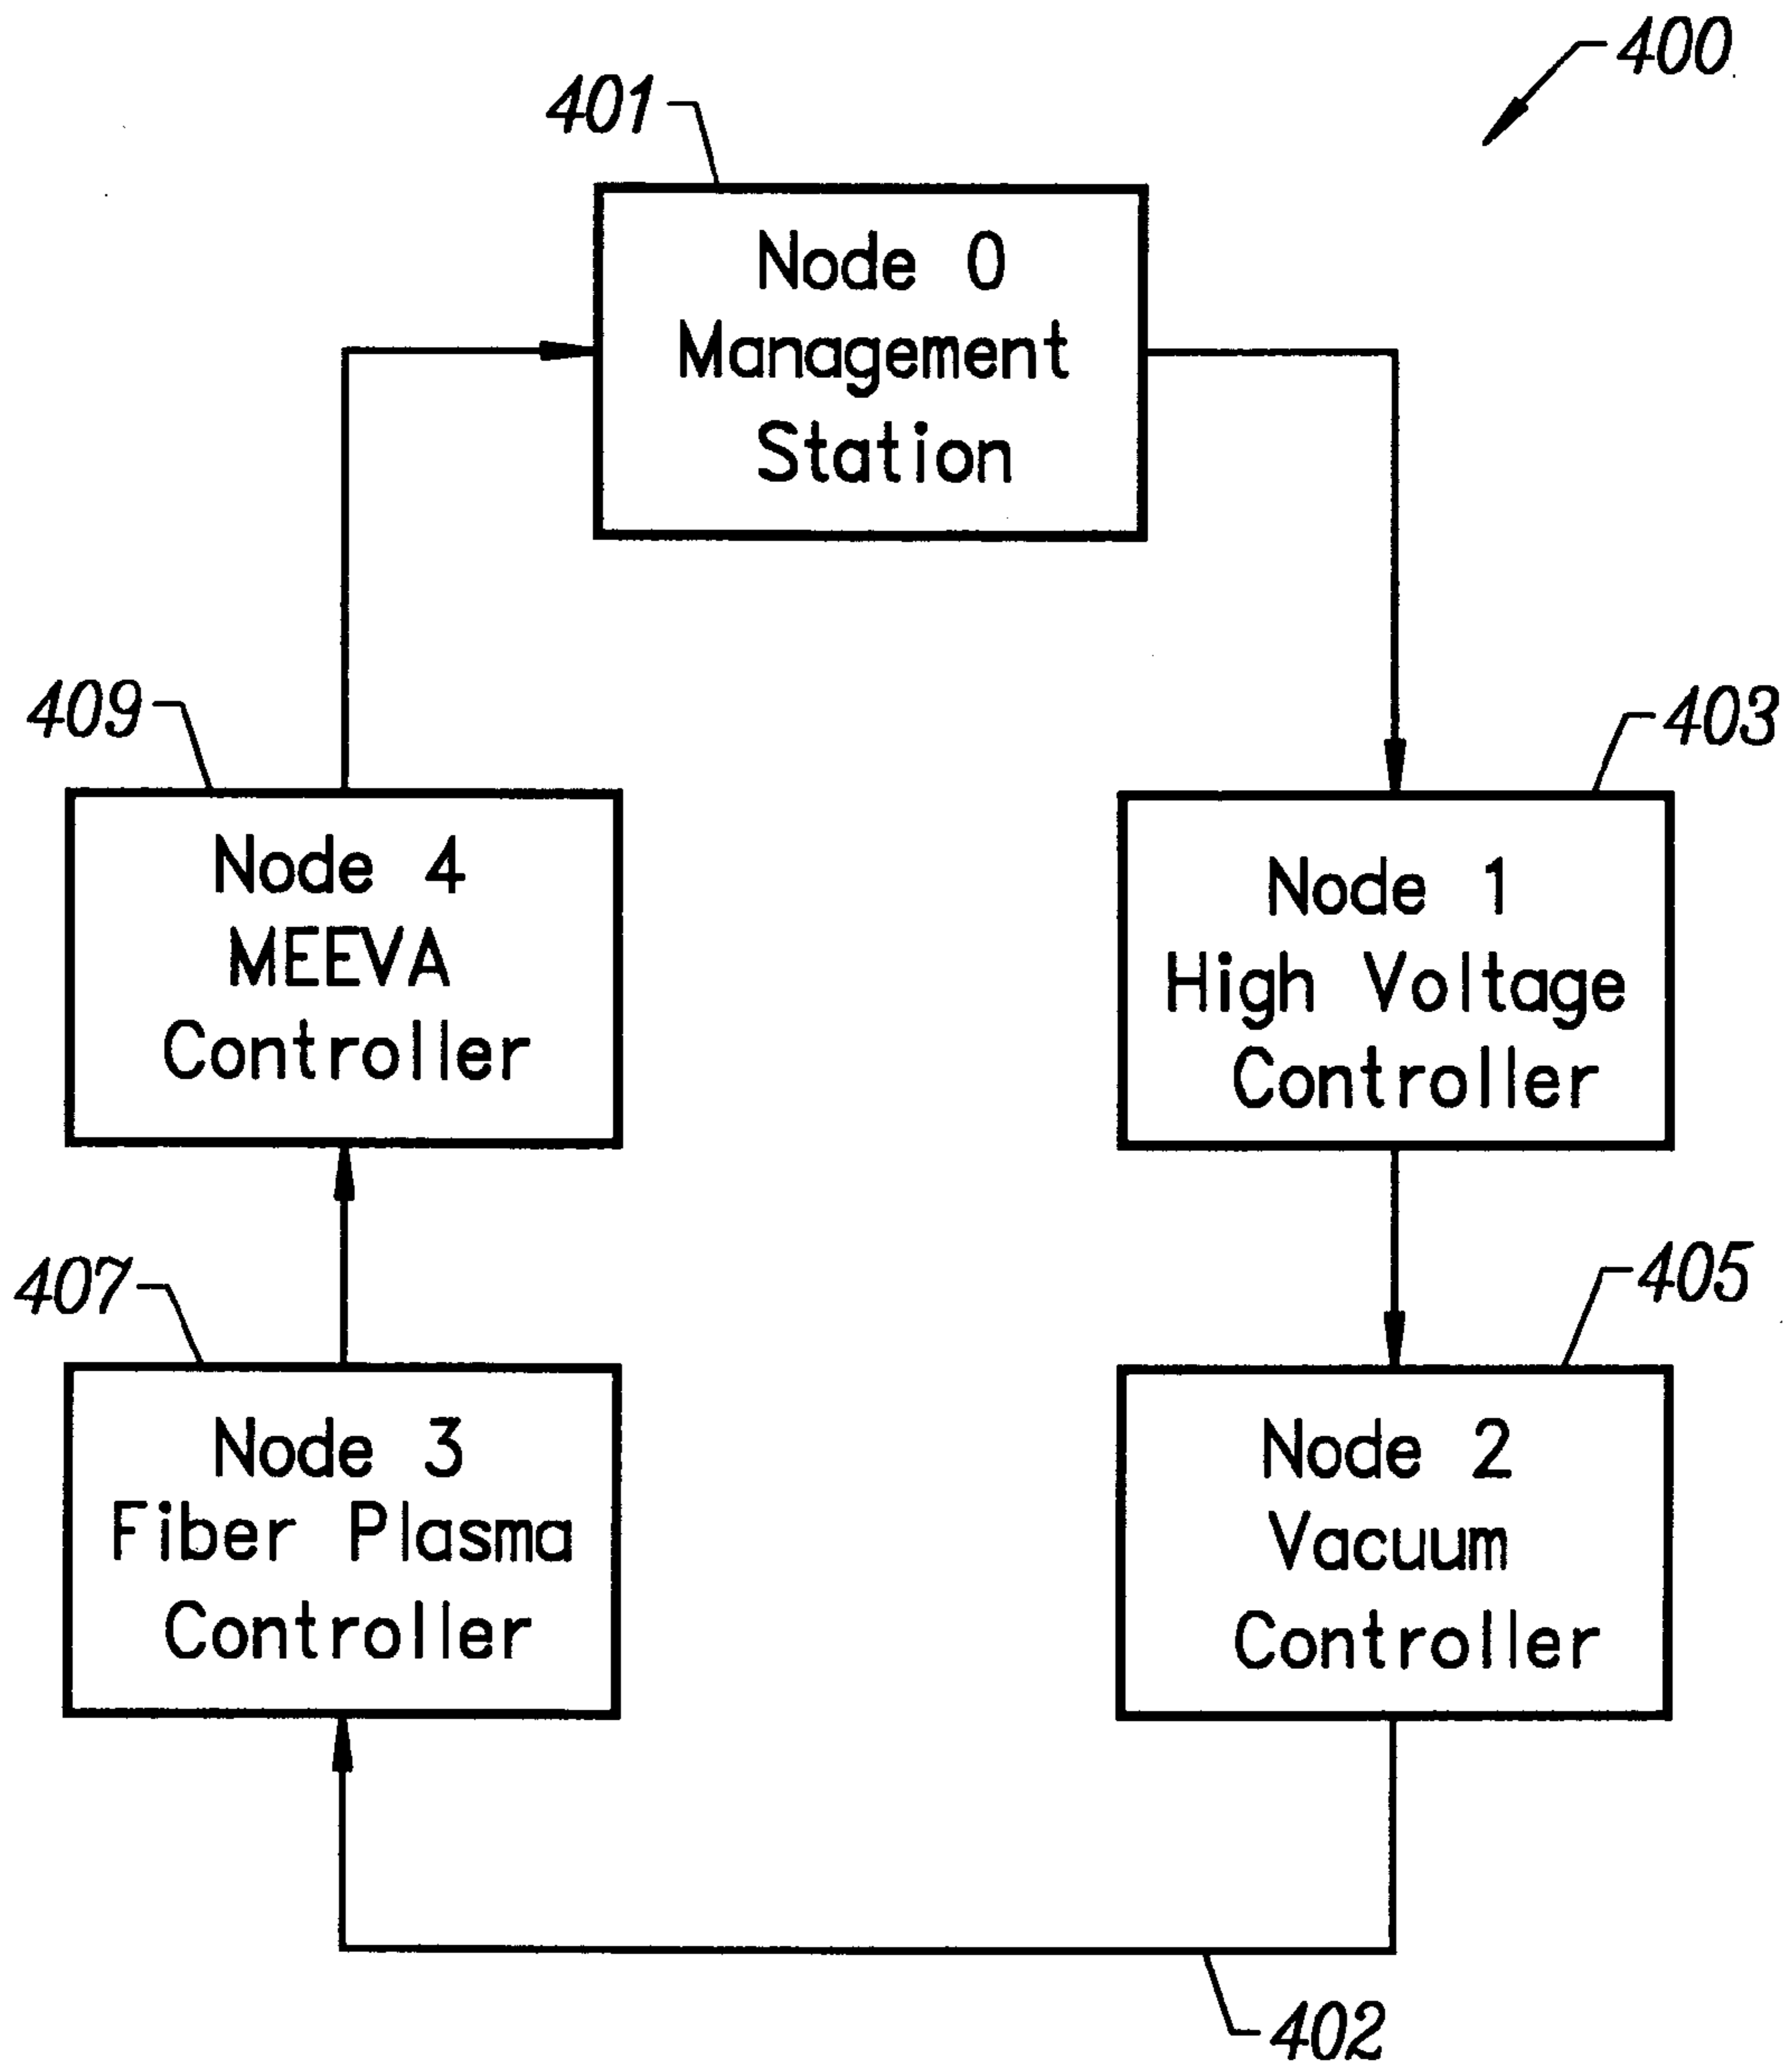 400
401
Node 0
Management
Station
409
403
Node 4
MEEVA
Controller
Node 1
High Voltage
Controller
407
405
Node 3
Fiber Plasma
Controller
Node 2
Vacuum
Controller
402